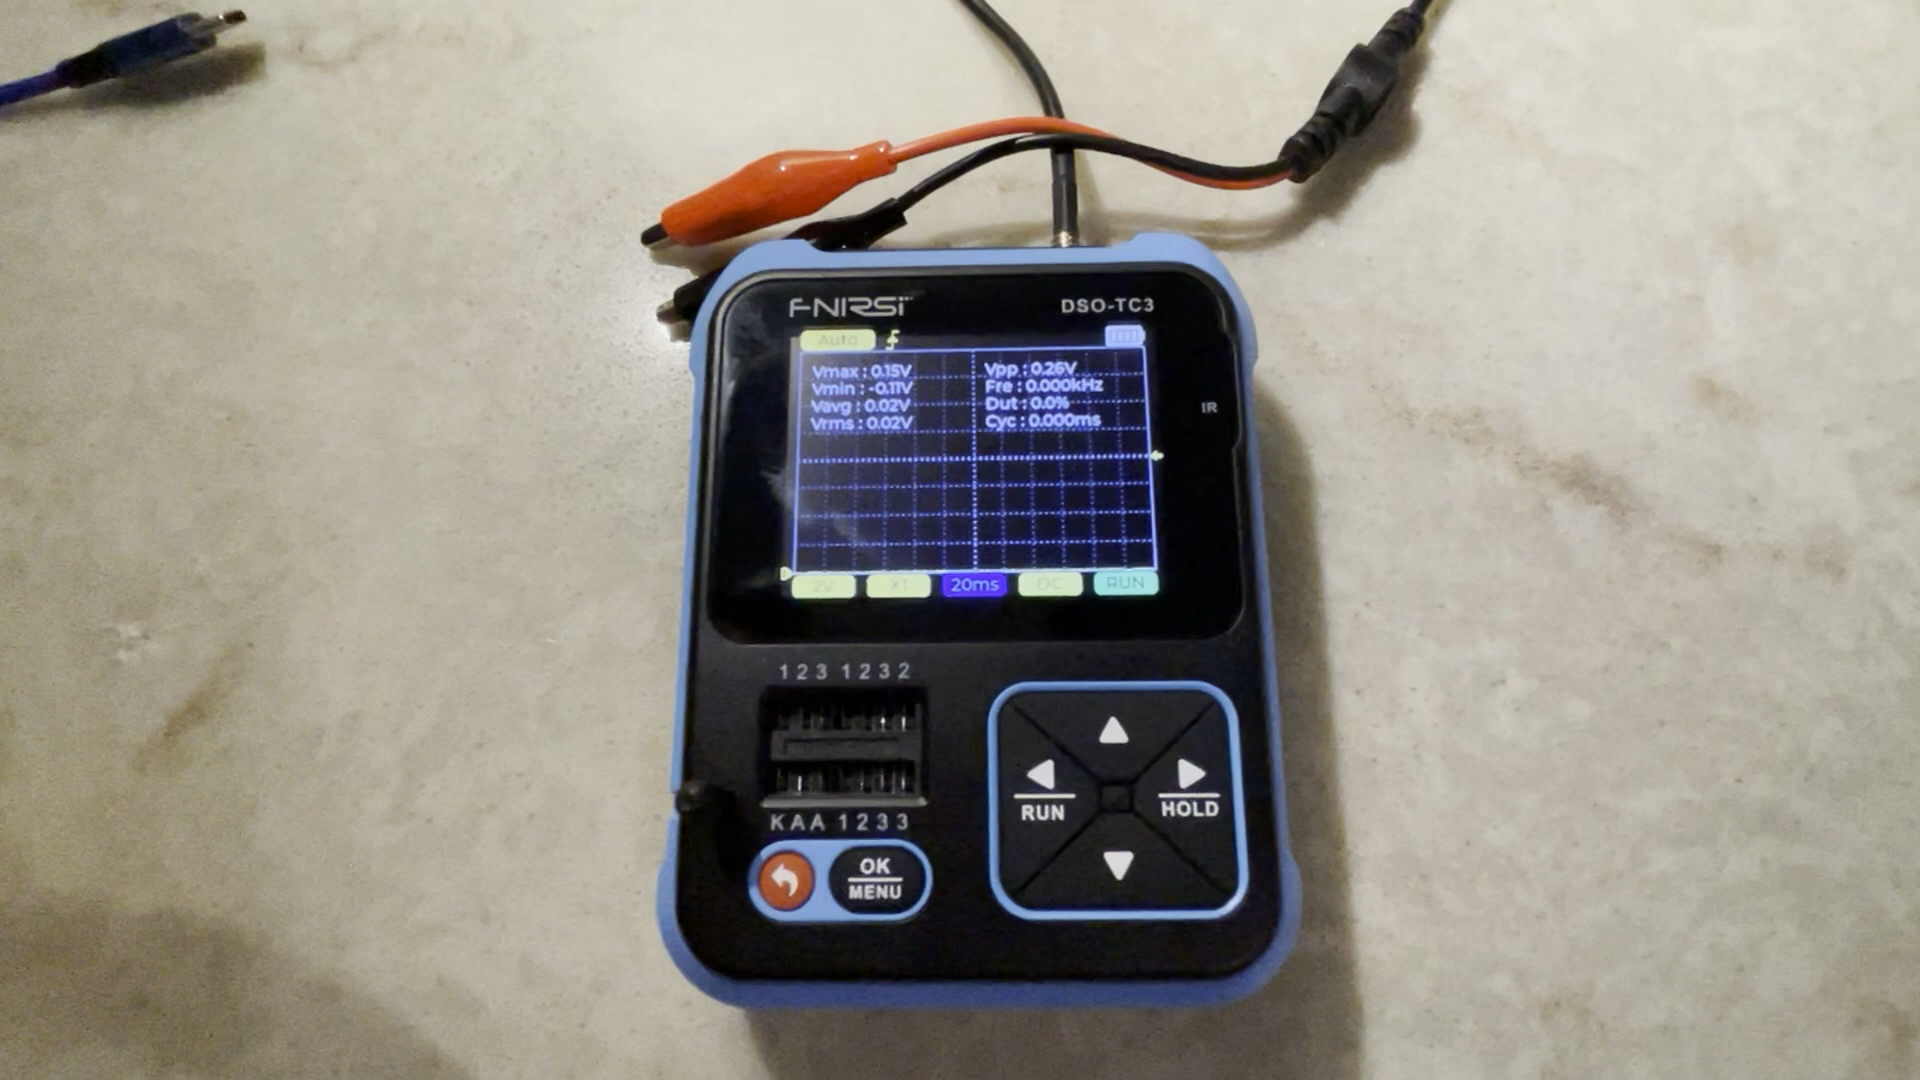 FNIRSI
DSO-TC3
Auto
Vmax : 0.15V
Vpp : 0.26V
Vmin : -0.11V
Fre : 0.000kHz
Vavg : 0.02V
Dut : 0.0%
Vrms : 0.02V
Cyc : 0.000ms
IR
2V
X1
20ms
DC
RUN
1 2 3 1 2 3 2
K A A 1 2 3 3
RUN
HOLD
OK
MENU